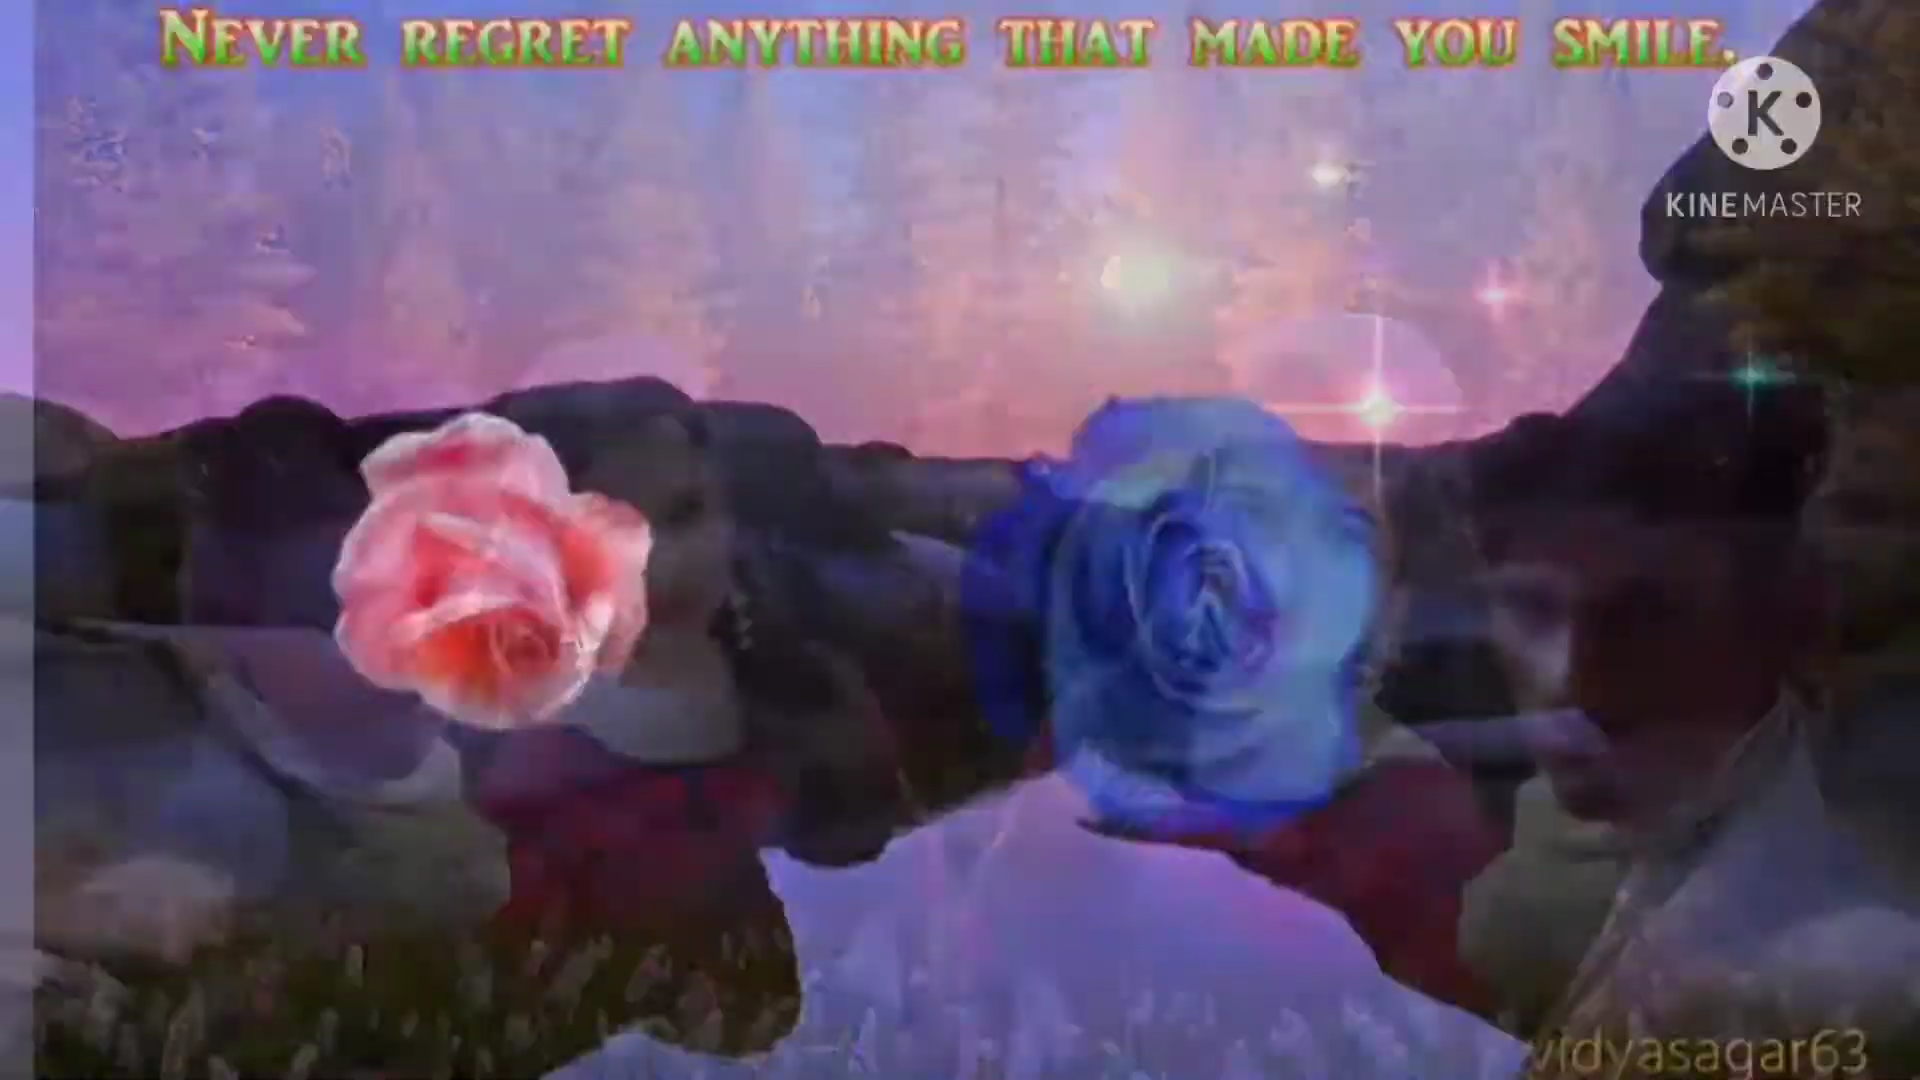 NEVER REGRET ANYTHING THAT MADE YOU SMILE.
K
KINEMASTER
vidyasagar63